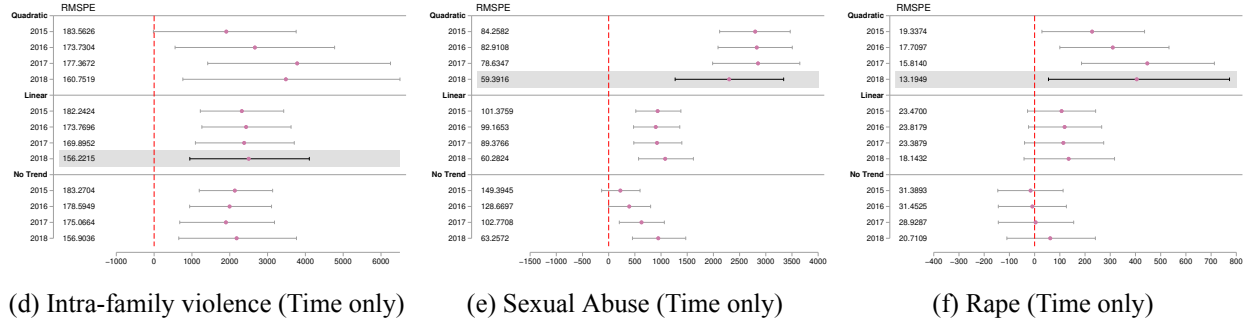 RMSPE
Quadratic
2015 183.5626
2016 173.7304
2017 177.3672
2018 160.7519
Linear
2015 182.2424
2016 173.7696
2017 169.8952
2018 156.2215
No Trend
2015 183.2704
2016 178.5949
2017 175.0664
2018 156.9036
−1000 0 1000 2000 3000 4000 5000 6000
(d) Intra-family violence (Time only)
RMSPE
Quadratic
2015 84.2582
2016 82.9108
2017 78.6347
2018 59.3916
Linear
2015 101.3759
2016 99.1653
2017 89.3766
2018 60.2824
No Trend
2015 149.3945
2016 128.6697
2017 102.7708
2018 63.2572
−1500 −1000 −500 0 500 1000 1500 2000 2500 3000 3500 4000
(e) Sexual Abuse (Time only)
RMSPE
Quadratic
2015 19.3374
2016 17.7097
2017 15.8140
2018 13.1949
Linear
2015 23.4700
2016 23.8179
2017 23.3879
2018 18.1432
No Trend
2015 31.3893
2016 31.4525
2017 28.9287
2018 20.7109
−400 −300 −200 −100 0 100 200 300 400 500 600 700 800
(f) Rape (Time only)